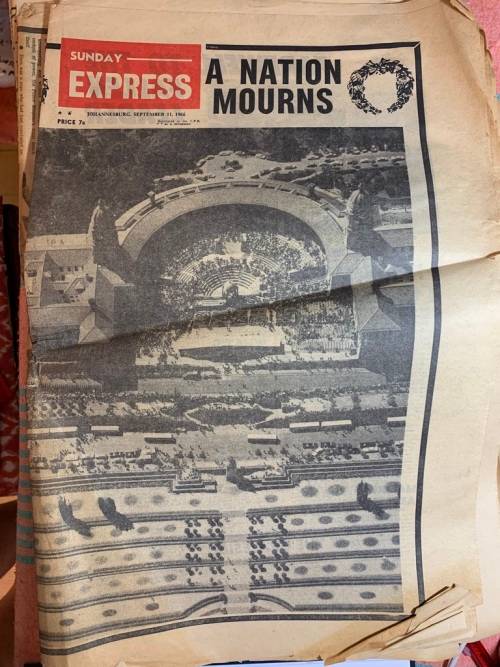 SUNDAY
EXPRESS
A NATION
MOURNS
JOHANNESBURG, SEPTEMBER 11, 1966
PRICE 7c